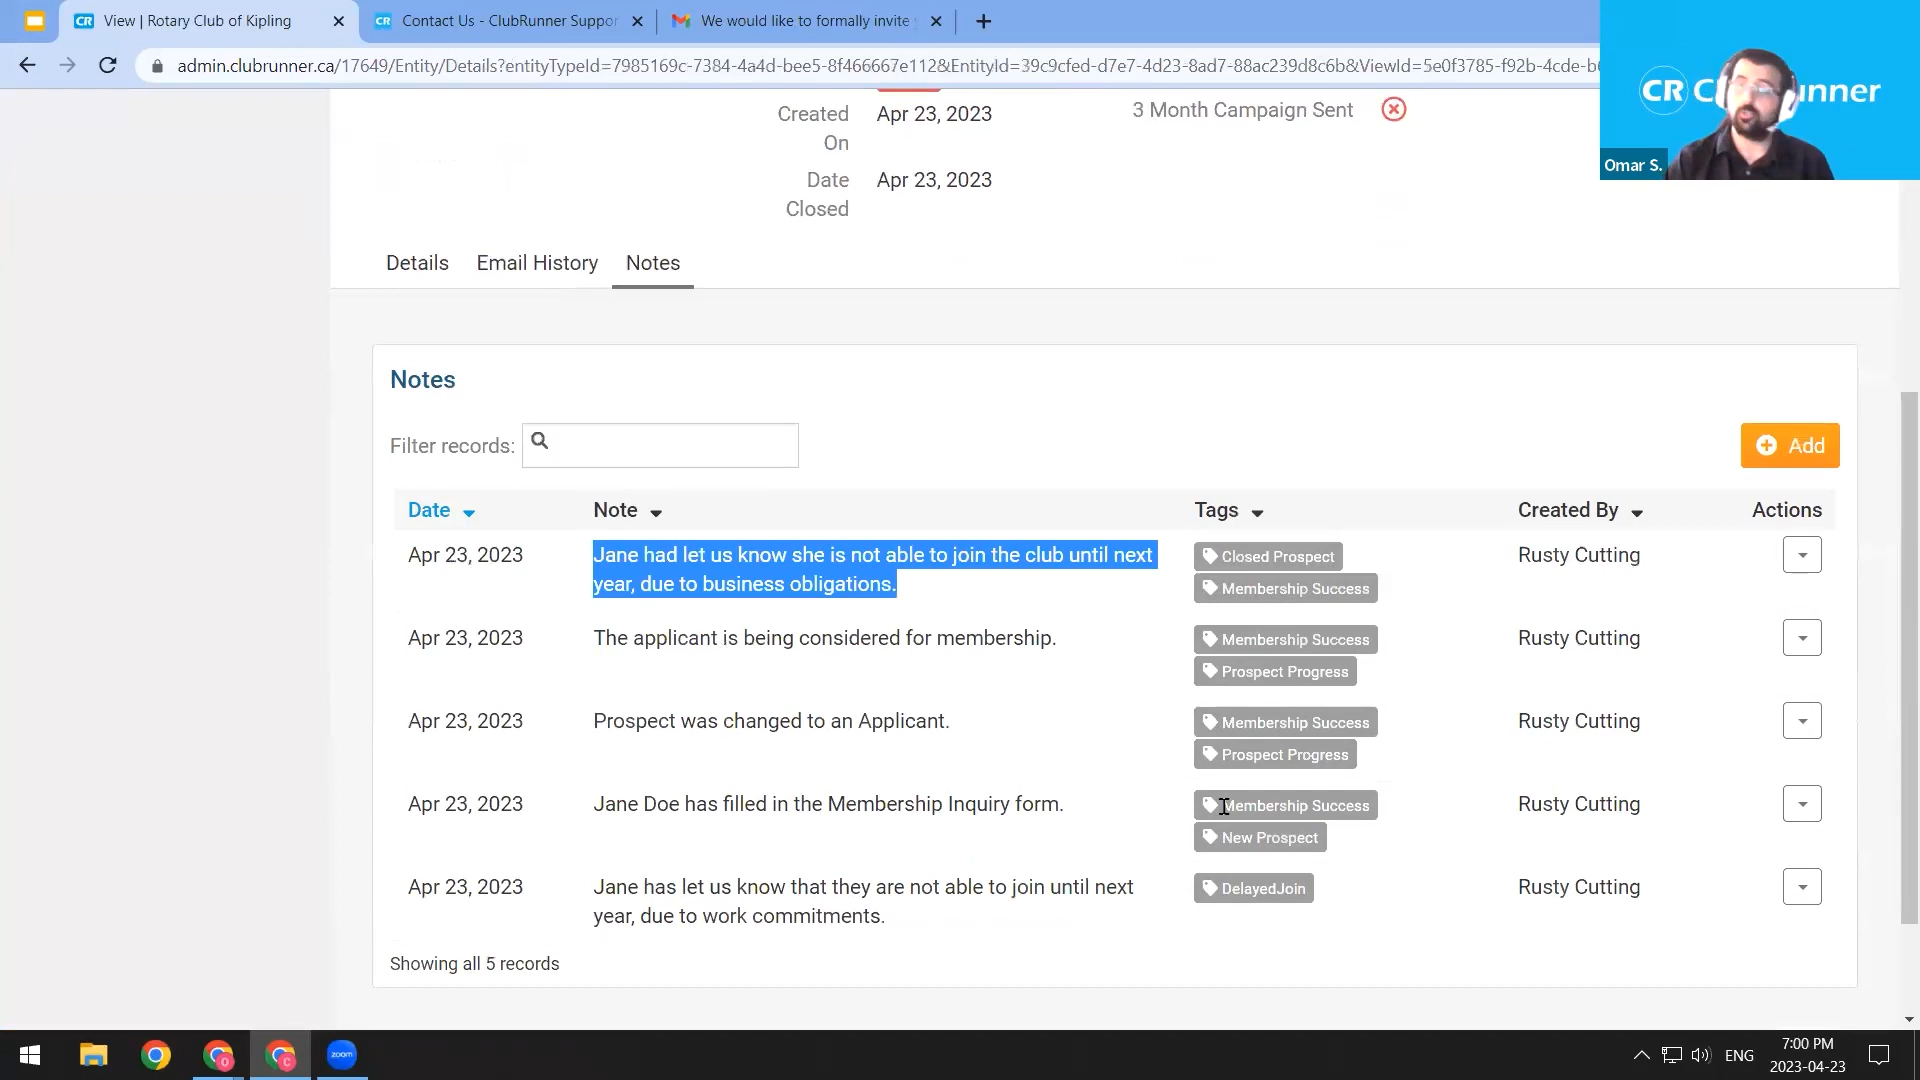 View | Rotary Club of Kipling
CR Contact Us - ClubRunner Suppor
We would like to formally invite
admin.clubrunner.ca/17649/Entity/Details?entityTypeId=7985169c-7384-4a4d-bee5-8f466667e112&EntityId=39c9cfed-d7e7-4d23-8ad7-88ac239d8c6b&ViewId=5e0f3785-f92b-4cde-b
CR C unner
Omar S.
Created On
Apr 23, 2023
3 Month Campaign Sent
Date Closed
Apr 23, 2023
Details Email History Notes
Notes
Filter records:
Add
Date Note Tags Created By Actions
Apr 23, 2023 Jane had let us know she is not able to join the club until next Closed Prospect Rusty Cutting
year, due to business obligations. Membership Success
Apr 23, 2023 The applicant is being considered for membership. Membership Success Rusty Cutting
Prospect Progress
Apr 23, 2023 Prospect was changed to an Applicant. Membership Success Rusty Cutting
Prospect Progress
Apr 23, 2023 Jane Doe has filled in the Membership Inquiry form. Membership Success Rusty Cutting
New Prospect
Apr 23, 2023 Jane has let us know that they are not able to join until next DelayedJoin Rusty Cutting
year, due to work commitments.
Showing all 5 records
zoom
ENG
7:00 PM
2023-04-23